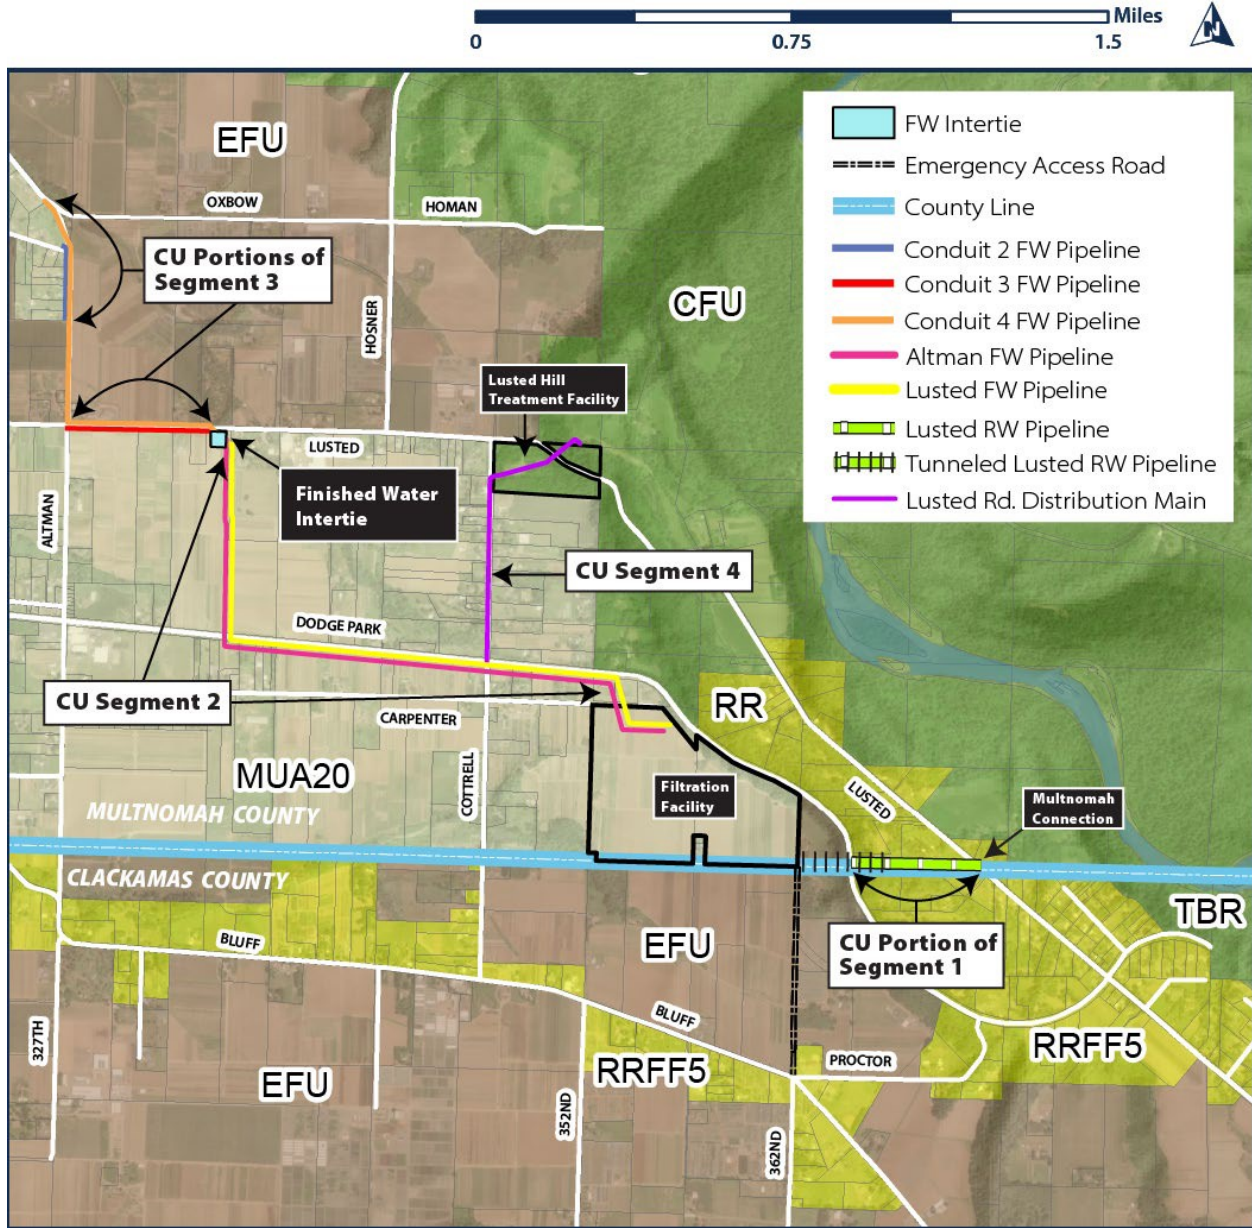 Miles
0
0.75
1.5
N
FW Intertie
Emergency Access Road
County Line
Conduit 2 FW Pipeline
Conduit 3 FW Pipeline
Conduit 4 FW Pipeline
Altman FW Pipeline
Lusted FW Pipeline
Lusted RW Pipeline
Tunneled Lusted RW Pipeline
Lusted Rd. Distribution Main
EFU
OXBOW
HOMAN
CU Portions of
Segment 3
HOSNER
CFU
Lusted Hill
Treatment Facility
LUSTED
Finished Water
Intertie
ALTMAN
CU Segment 4
DODGE PARK
CU Segment 2
CARPENTER
RR
MUA20
COTTRELL
Filtration
Facility
LUSTED
Multnomah
Connection
MULTNOMAH COUNTY
CLACKAMAS COUNTY
TBR
BLUFF
EFU
CU Portion of
Segment 1
BLUFF
327TH
EFU
352ND
RRFF5
362ND
PROCTOR
RRFF5